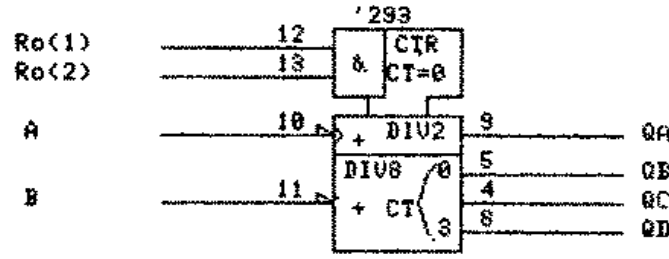 '293
Ro(1) 12 CTR
Ro(2) 13 & CT=0
A 10 + DIV2 9 QA
DIV8 0 5 QB
B 11 + CT 4 QC
3 8 QD